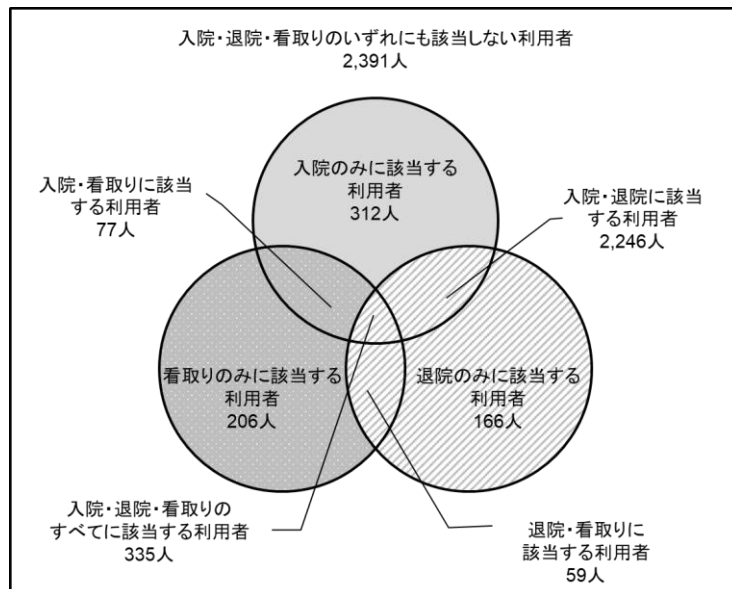 入院・退院・看取りのいずれにも該当しない利用者
2,391人
入院のみに該当する
利用者
312人
入院・看取りに該当
する利用者
77人
入院・退院に該当
する利用者
2,246人
看取りのみに該当する
利用者
206人
退院のみに該当する
利用者
166人
入院・退院・看取りの
すべてに該当する利用者
335人
退院・看取りに
該当する利用者
59人